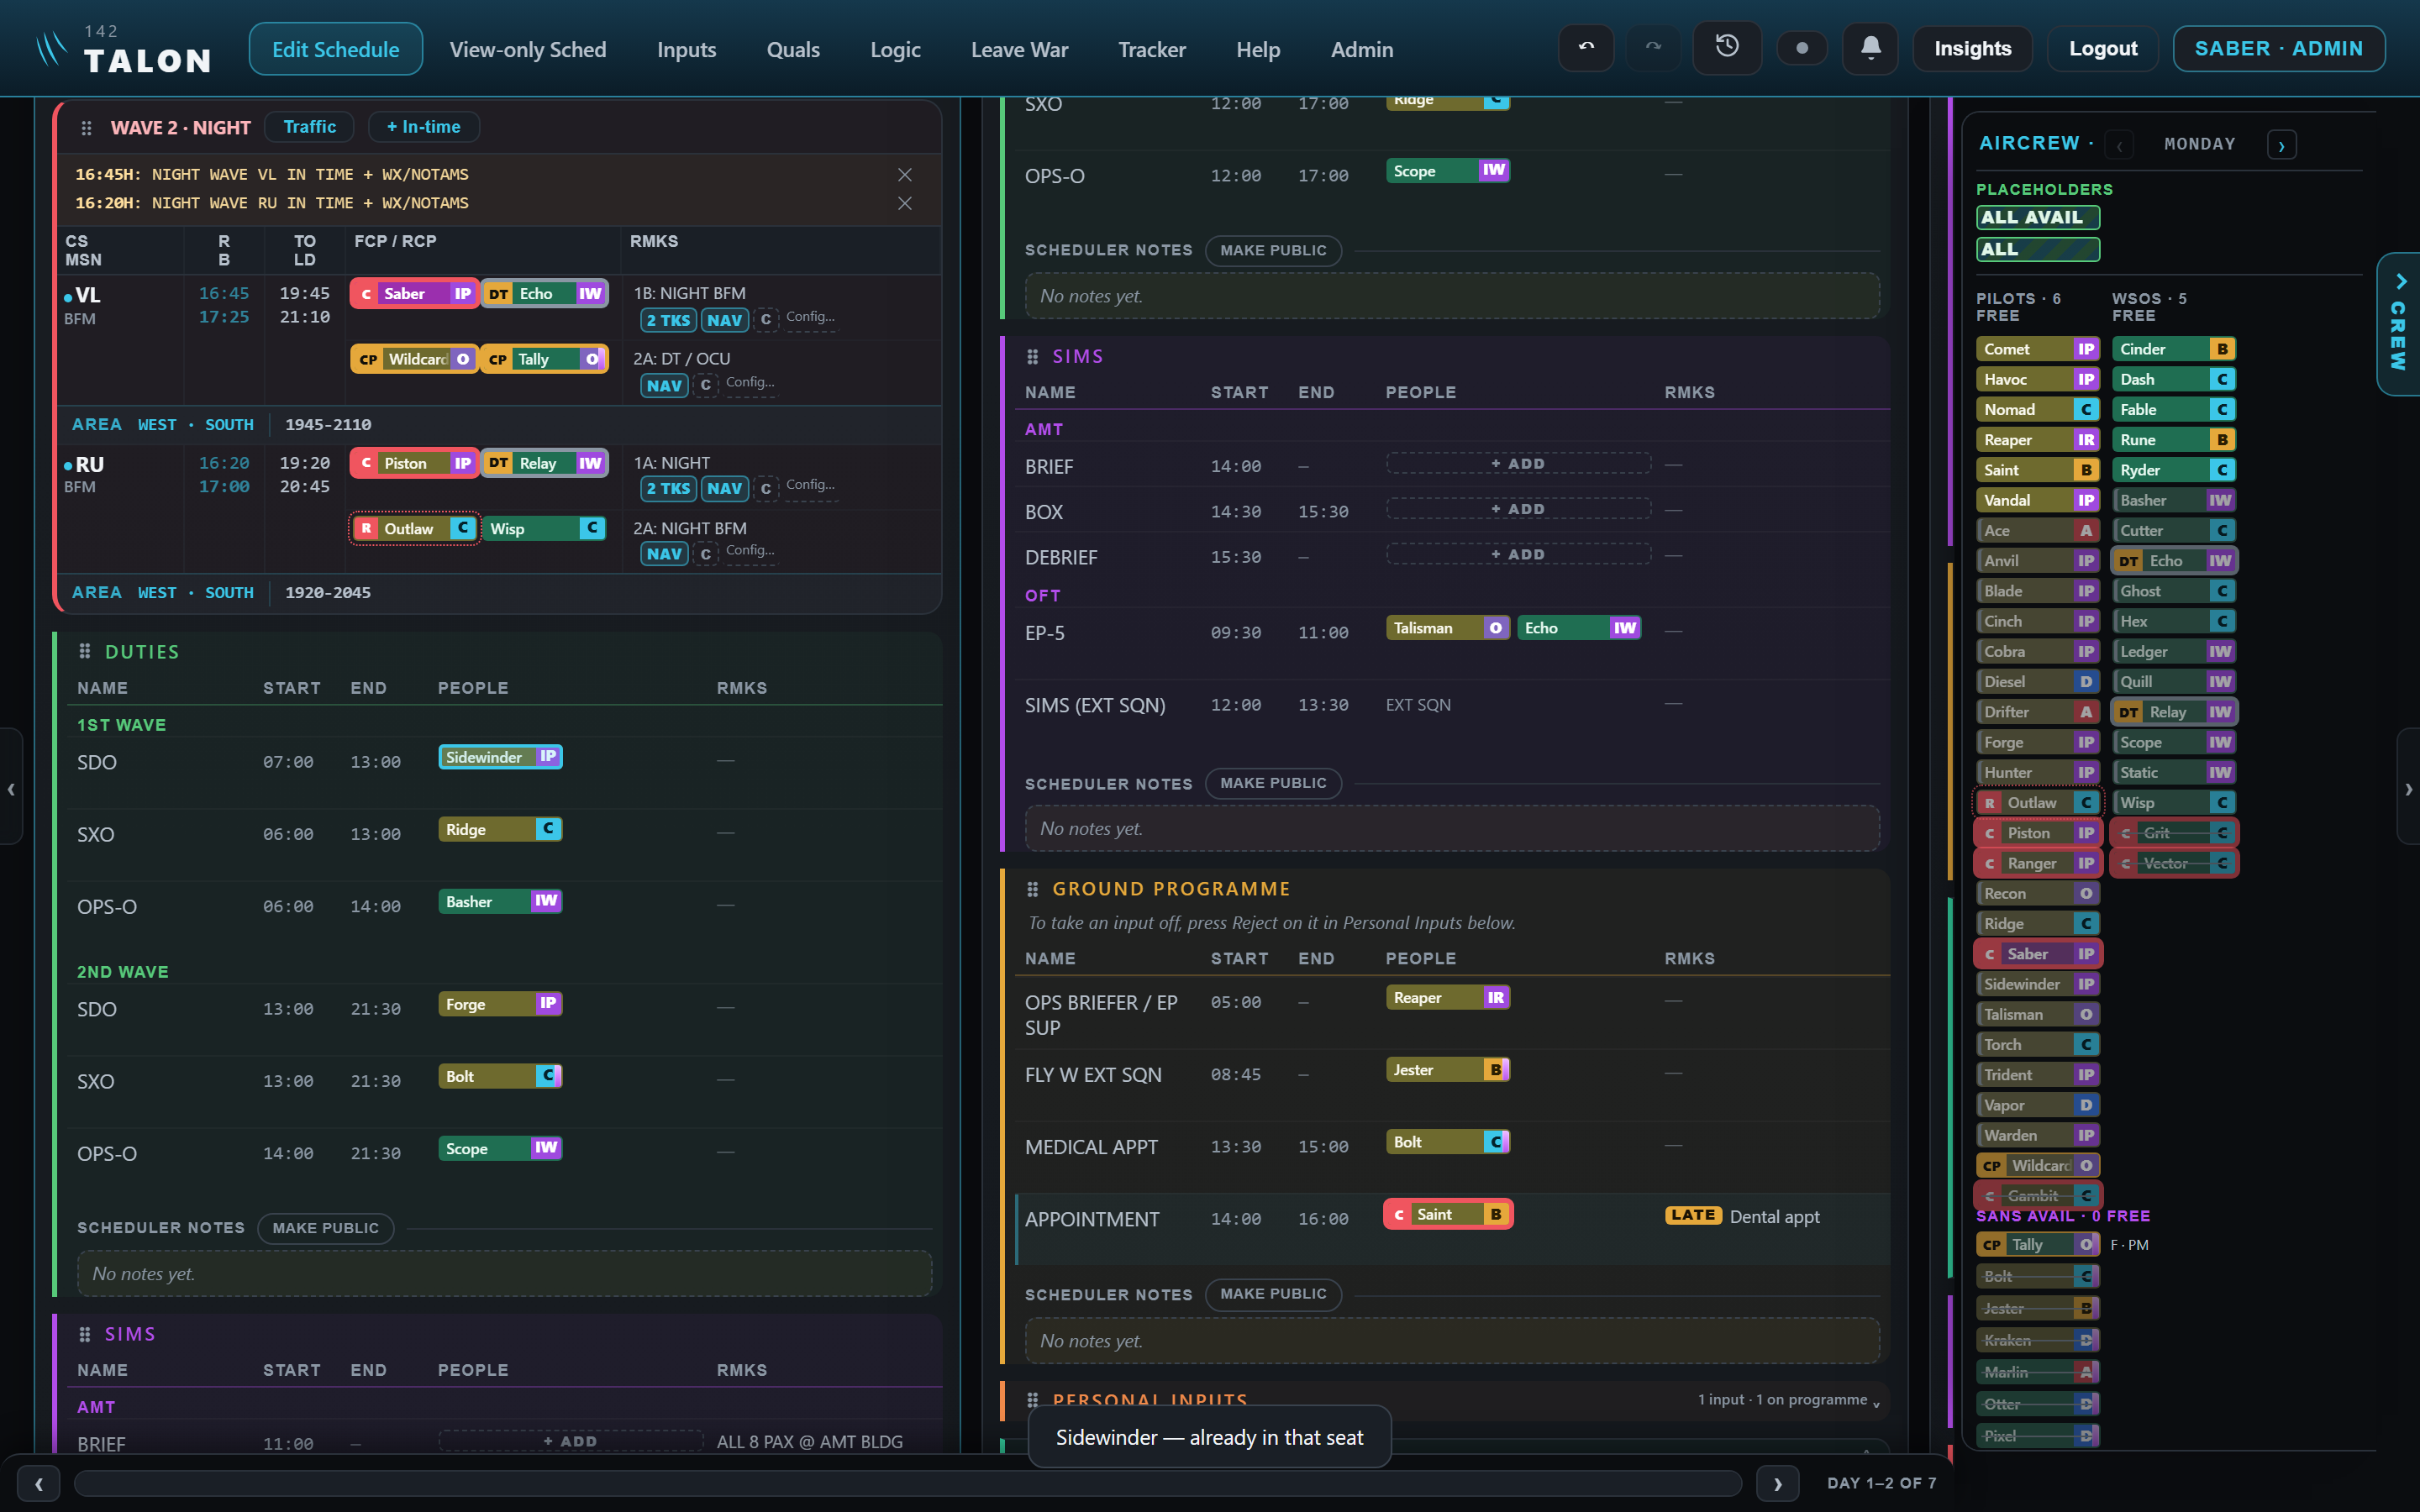 142
TALON
Edit Schedule
View-only Sched
Inputs
Quals
Logic
Leave War
Tracker
Help
Admin
Insights
Logout
SABER · ADMIN
WAVE 2 · NIGHT
Traffic
+ In-time
16:45H: NIGHT WAVE VL IN TIME + WX/NOTAMS
16:20H: NIGHT WAVE RU IN TIME + WX/NOTAMS
CS R TO FCP / RCP RMKS
MSN B LD
VL 16:45 19:45 C Saber IP DT Echo IW 1B: NIGHT BFM
BFM 17:25 21:10 2 TKS NAV C Config...
CP Wildcard O CP Tally O 2A: DT / OCU
NAV C Config...
AREA WEST · SOUTH 1945-2110
RU 16:20 19:20 C Piston IP DT Relay IW 1A: NIGHT
BFM 17:00 20:45 2 TKS NAV C Config...
R Outlaw C Wisp C 2A: NIGHT BFM
NAV C Config...
AREA WEST · SOUTH 1920-2045
DUTIES
NAME START END PEOPLE RMKS
1ST WAVE
SDO 07:00 13:00 Sidewinder IP —
SXO 06:00 13:00 Ridge C —
OPS-O 06:00 14:00 Basher IW —
2ND WAVE
SDO 13:00 21:30 Forge IP —
SXO 13:00 21:30 Bolt C —
OPS-O 14:00 21:30 Scope IW —
SCHEDULER NOTES MAKE PUBLIC
No notes yet.
SIMS
NAME START END PEOPLE RMKS
AMT
BRIEF 11:00 — + ADD ALL 8 PAX @ AMT BLDG
SXO 12:00 17:00 Ridge C —
OPS-O 12:00 17:00 Scope IW —
SCHEDULER NOTES MAKE PUBLIC
No notes yet.
SIMS
NAME START END PEOPLE RMKS
AMT
BRIEF 14:00 — + ADD —
BOX 14:30 15:30 + ADD —
DEBRIEF 15:30 — + ADD —
OFT
EP-5 09:30 11:00 Talisman O Echo IW —
SIMS (EXT SQN) 12:00 13:30 EXT SQN —
SCHEDULER NOTES MAKE PUBLIC
No notes yet.
GROUND PROGRAMME
To take an input off, press Reject on it in Personal Inputs below.
NAME START END PEOPLE RMKS
OPS BRIEFER / EP 05:00 — Reaper IR —
SUP
FLY W EXT SQN 08:45 — Jester B —
MEDICAL APPT 13:30 15:00 Bolt C —
APPOINTMENT 14:00 16:00 C Saint B LATE Dental appt
SCHEDULER NOTES MAKE PUBLIC
No notes yet.
PERSONAL INPUTS 1 input · 1 on programme
Sidewinder — already in that seat
DAY 1–2 OF 7
AIRCREW · MONDAY
PLACEHOLDERS
ALL AVAIL
ALL
PILOTS · 6 WSOS · 5
FREE FREE
Comet IP Cinder B
Havoc IP Dash C
Nomad C Fable C
Reaper IR Rune B
Saint B Ryder C
Vandal IP Basher IW
Ace A Cutter C
Anvil IP DT Echo IW
Blade IP Ghost C
Cinch IP Hex C
Cobra IP Ledger IW
Diesel D Quill IW
Drifter A DT Relay IW
Forge IP Scope IW
Hunter IP Static IW
R Outlaw C Wisp C
C Piston IP C Grit C
C Ranger IP C Vector C
Recon O
Ridge C
C Saber IP
Sidewinder IP
Talisman O
Torch C
Trident IP
Vapor D
Warden IP
CP Wildcard O
C Gambit C
SANS AVAIL · 0 FREE
CP Tally O F · PM
Bolt C
Jester B
Kraken D
Marlin A
Otter D
Pixel D
CREW